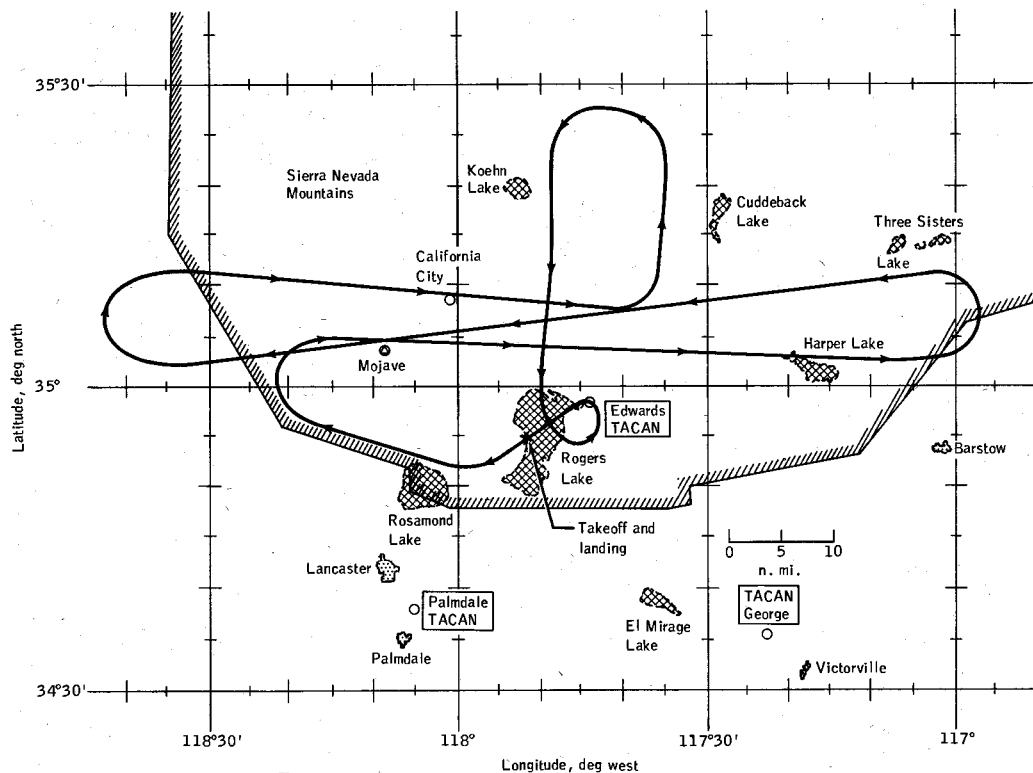 35°30'
Sierra Nevada
Mountains
Koehn
Lake
Cuddeback
Lake
Three Sisters
Lake
California
City
Mojave
Harper Lake
Latitude, deg north
35°
Edwards
TACAN
Rogers
Lake
Barstow
Rosamond
Lake
Takeoff and
landing
0 5 10
n. mi.
Lancaster
Palmdale
TACAN
TACAN
George
El Mirage
Lake
Palmdale
Victorville
34°30'
118°30' 118° 117°30' 117°
Longitude, deg west